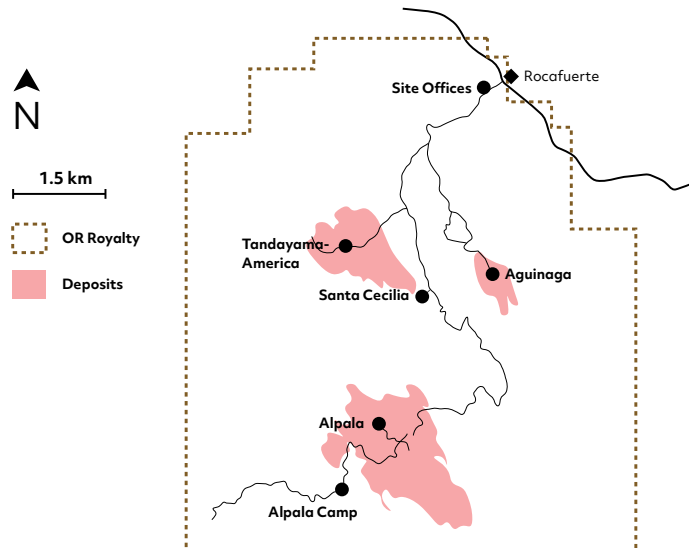 Rocafuerte
Site Offices
N
1.5 km
OR Royalty
Deposits
Tandayama-
America
Aguinaga
Santa Cecilia
Alpala
Alpala Camp